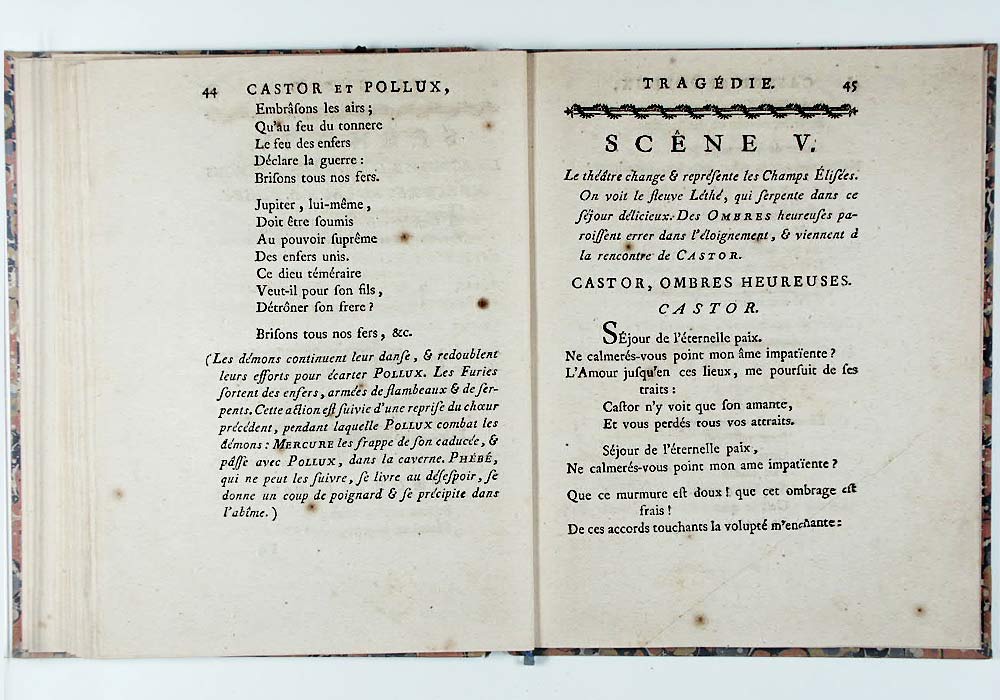 44 CASTOR ET POLLUX,
Embrâſons les airs ;
Qu'au feu du tonnere
Le feu des enfers
Déclare la guerre :
Briſons tous nos fers.
Jupiter, lui-même,
Doit être ſoumis
Au pouvoir ſuprême
Des enfers unis.
Ce dieu téméraire
Veut-il pour ſon fils,
Détrôner ſon frere ?
Briſons tous nos fers, &c.
(Les démons continuent leur danſe, & redoublent
leurs efforts pour écarter POLLUX. Les Furies
ſortent des enfers, armées de flambeaux & de ſer-
pents. Cette action eſt ſuivie d'une repriſe du chœur
précédent, pendant laquelle POLLUX combat les
démons : MERCURE les frappe de ſon caducée, &
pâſſe avec POLLUX, dans la caverne. PHÉBÉ,
qui ne peut les ſuivre, ſe livre au déſeſpoir, ſe
donne un coup de poignard & ſe précipite dans
l'abîme. )
TRAGÉDIE. 45
SCÊNE V.
Le théâtre change & repréſente les Champs Éliſées.
On voit le fleuve Léthé, qui ſerpente dans ce
ſéjour délicieux. Des OMBRES heureuſes pa-
roiſſent errer dans l'éloignement, & viennent à
la rencontre de CASTOR.
CASTOR, OMBRES HEUREUSES.
CASTOR.
SÉjour de l'éternelle paix.
Ne calmerés-vous point mon âme impatïente ?
L'Amour juſqu'en ces lieux, me pourſuit de ſes
traits :
Caſtor n'y voit que ſon amante,
Et vous perdés tous vos attraits.
Séjour de l'éternelle paix,
Ne calmerés-vous point mon ame impatïente ?
Que ce murmure eſt doux ! que cet ombrage eſt
frais !
De ces accords touchants la volupté m'enchante :